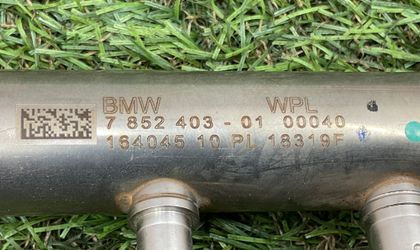 BMW WPL
7 852 403 - 01 00040
164045 10 PL 18319F